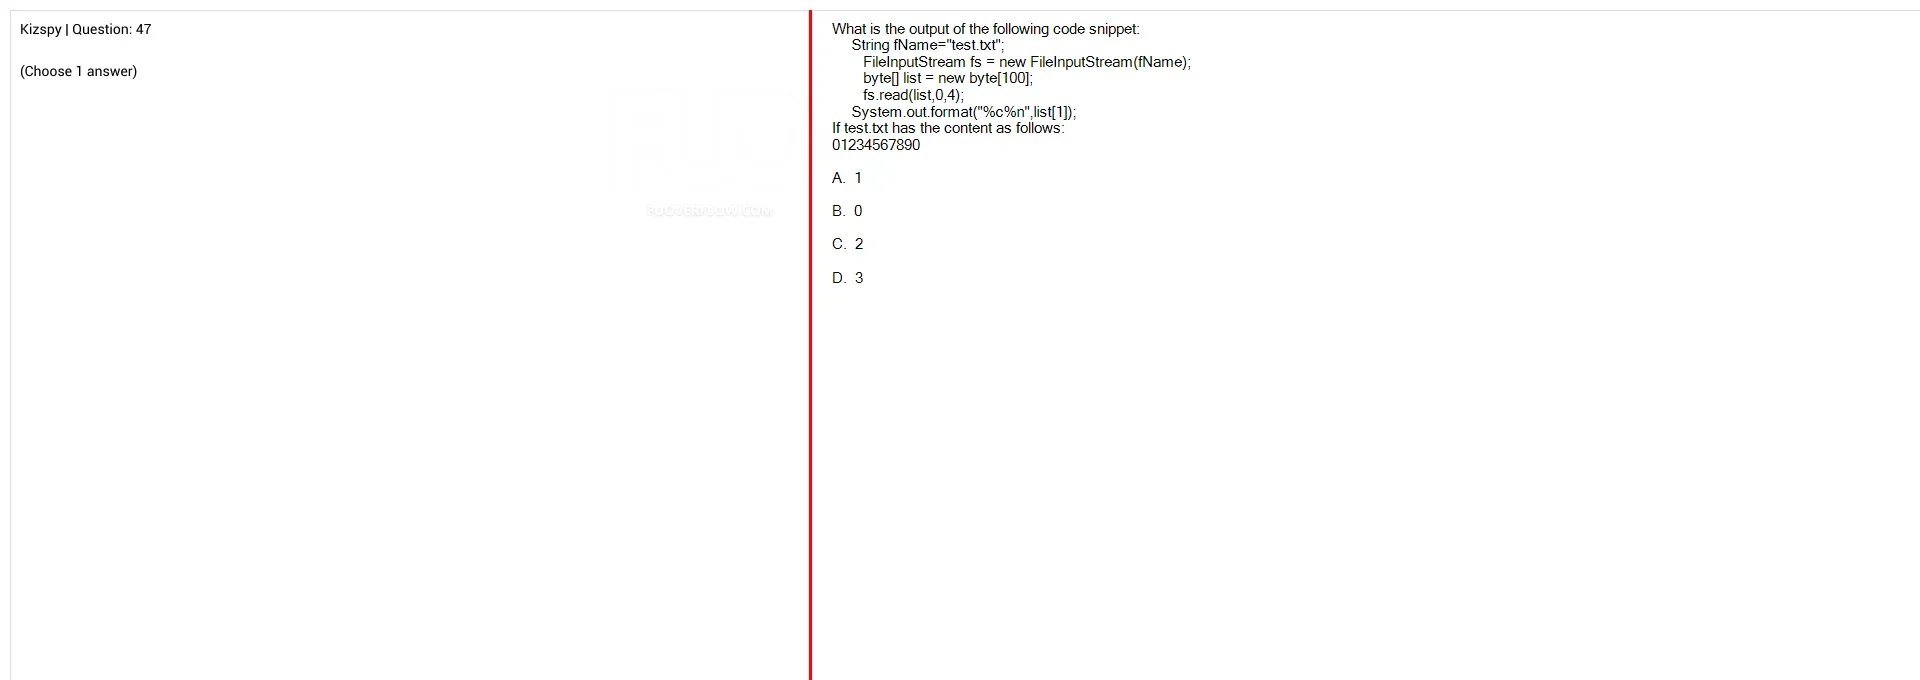 Kizspy | Question: 47
(Choose 1 answer)
FUOVERFLOW.COM
What is the output of the following code snippet:
String fName="test.txt";
FileInputStream fs = new FileInputStream(fName);
byte[] list = new byte[100];
fs.read(list,0,4);
System.out.format("%c%n",list[1]);
If test.txt has the content as follows:
01234567890
A. 1
B. 0
C. 2
D. 3